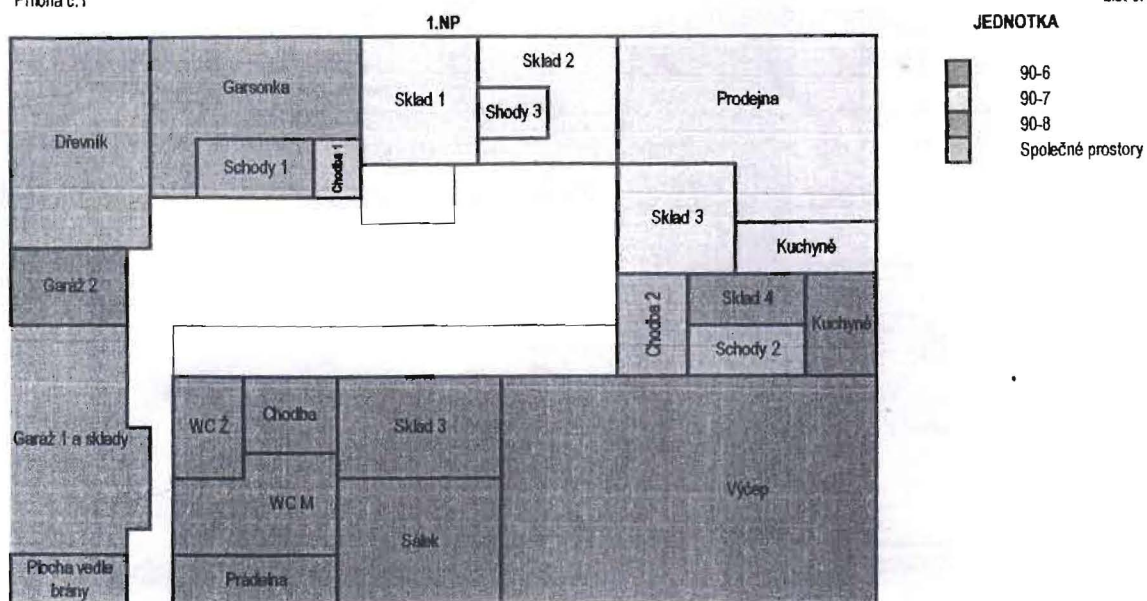 Příloha č.1
1.NP
JEDNOTKA
90-6
90-7
90-8
Společné prostory
Garsonka
Sklad 1
Sklad 2
Shody 3
Prodejna
Dřevník
Schody 1
Chodba 1
Sklad 3
Kuchyně
Garáž 2
Chodba 2
Sklad 4
Schody 2
Kuchyně
Garáž 1 a sklady
WC Ž
Chodba
Sklad 3
WC M
Výčep
Sálek
Plocha vedle
brány
Prádelna